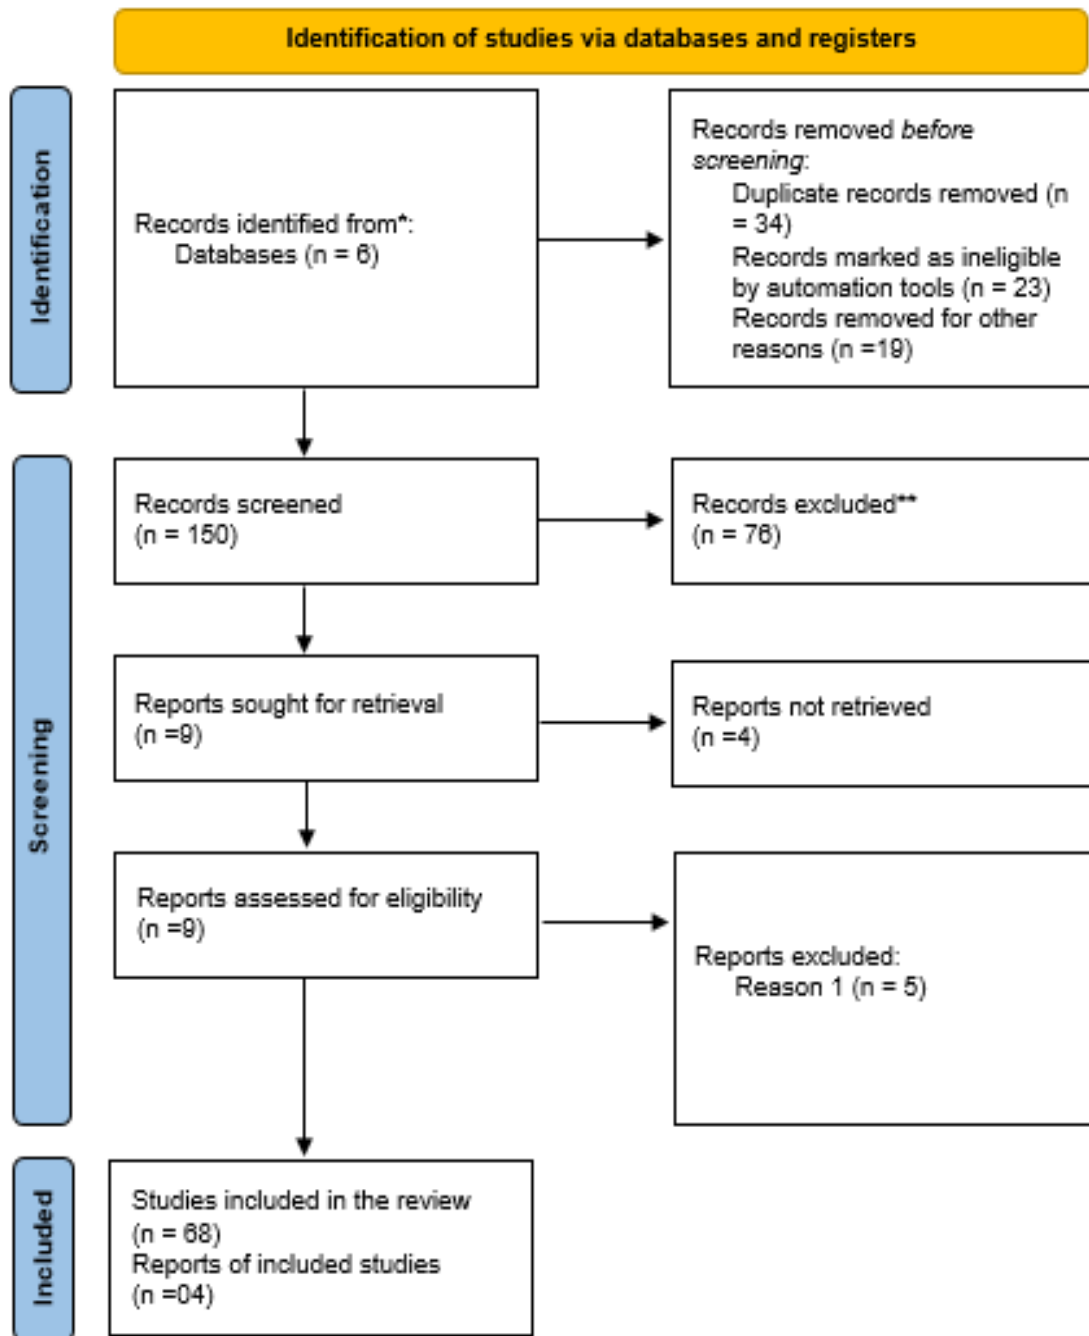 Identification of studies via databases and registers
Identification
Records identified from*:
Databases (n = 6)
Records removed before
screening:
Duplicate records removed (n
= 34)
Records marked as ineligible
by automation tools (n = 23)
Records removed for other
reasons (n =19)
Screening
Records screened
(n = 150)
Records excluded**
(n = 76)
Reports sought for retrieval
(n =9)
Reports not retrieved
(n =4)
Reports assessed for eligibility
(n =9)
Reports excluded:
Reason 1 (n = 5)
Included
Studies included in the review
(n = 68)
Reports of included studies
(n =04)